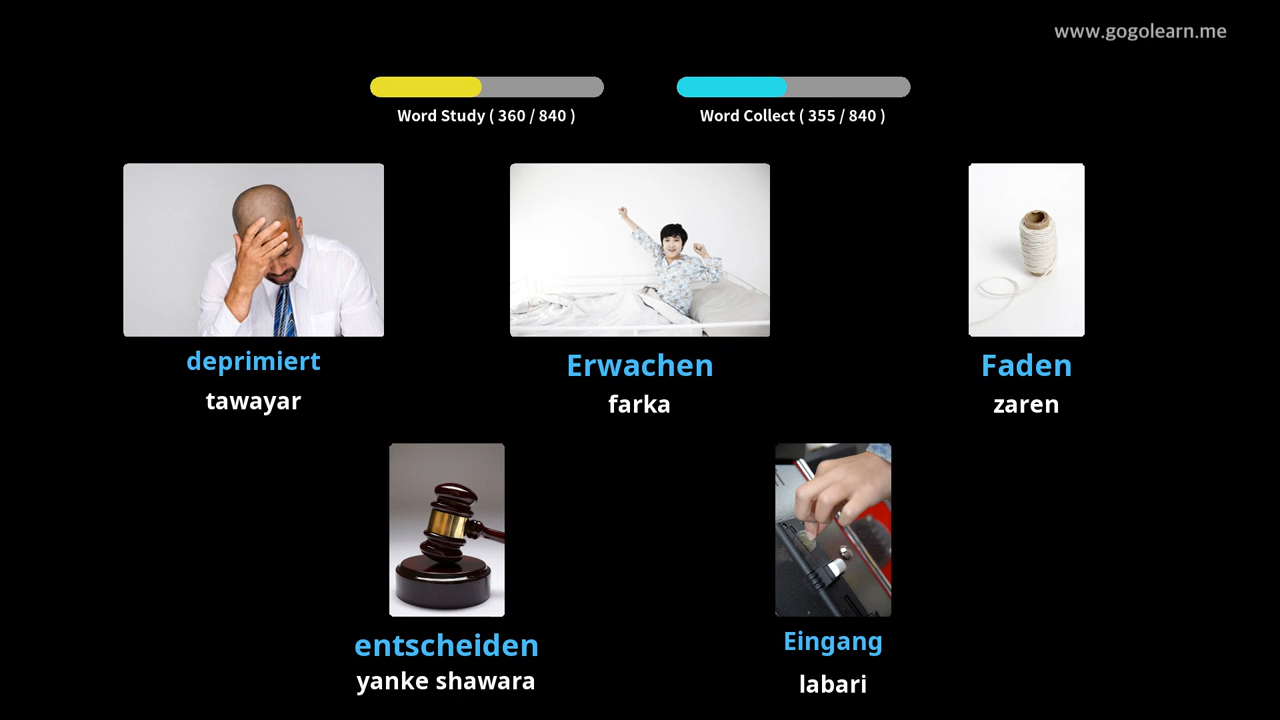 www.gogolearn.me
Word Study ( 360 / 840 )
Word Collect ( 355 / 840 )
deprimiert
tawayar
Erwachen
farka
Faden
zaren
entscheiden
yanke shawara
Eingang
labari